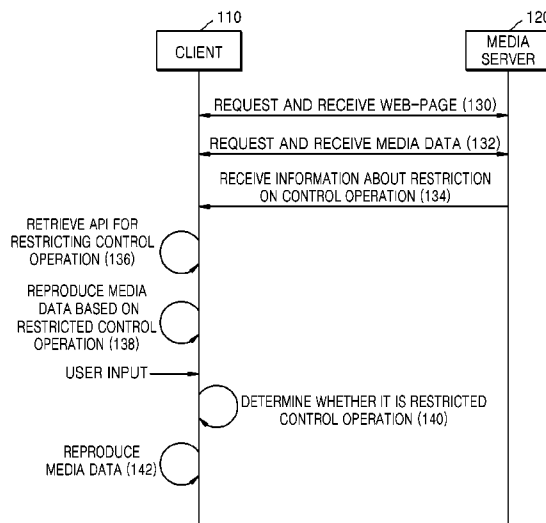 110
120
CLIENT
MEDIA
SERVER
REQUEST AND RECEIVE WEB-PAGE (130)
REQUEST AND RECEIVE MEDIA DATA (132)
RECEIVE INFORMATION ABOUT RESTRICTION
ON CONTROL OPERATION (134)
RETRIEVE API FOR
RESTRICTING CONTROL
OPERATION (136)
REPRODUCE MEDIA
DATA BASED ON
RESTRICTED CONTROL
OPERATION (138)
USER INPUT
DETERMINE WHETHER IT IS RESTRICTED
CONTROL OPERATION (140)
REPRODUCE
MEDIA DATA (142)